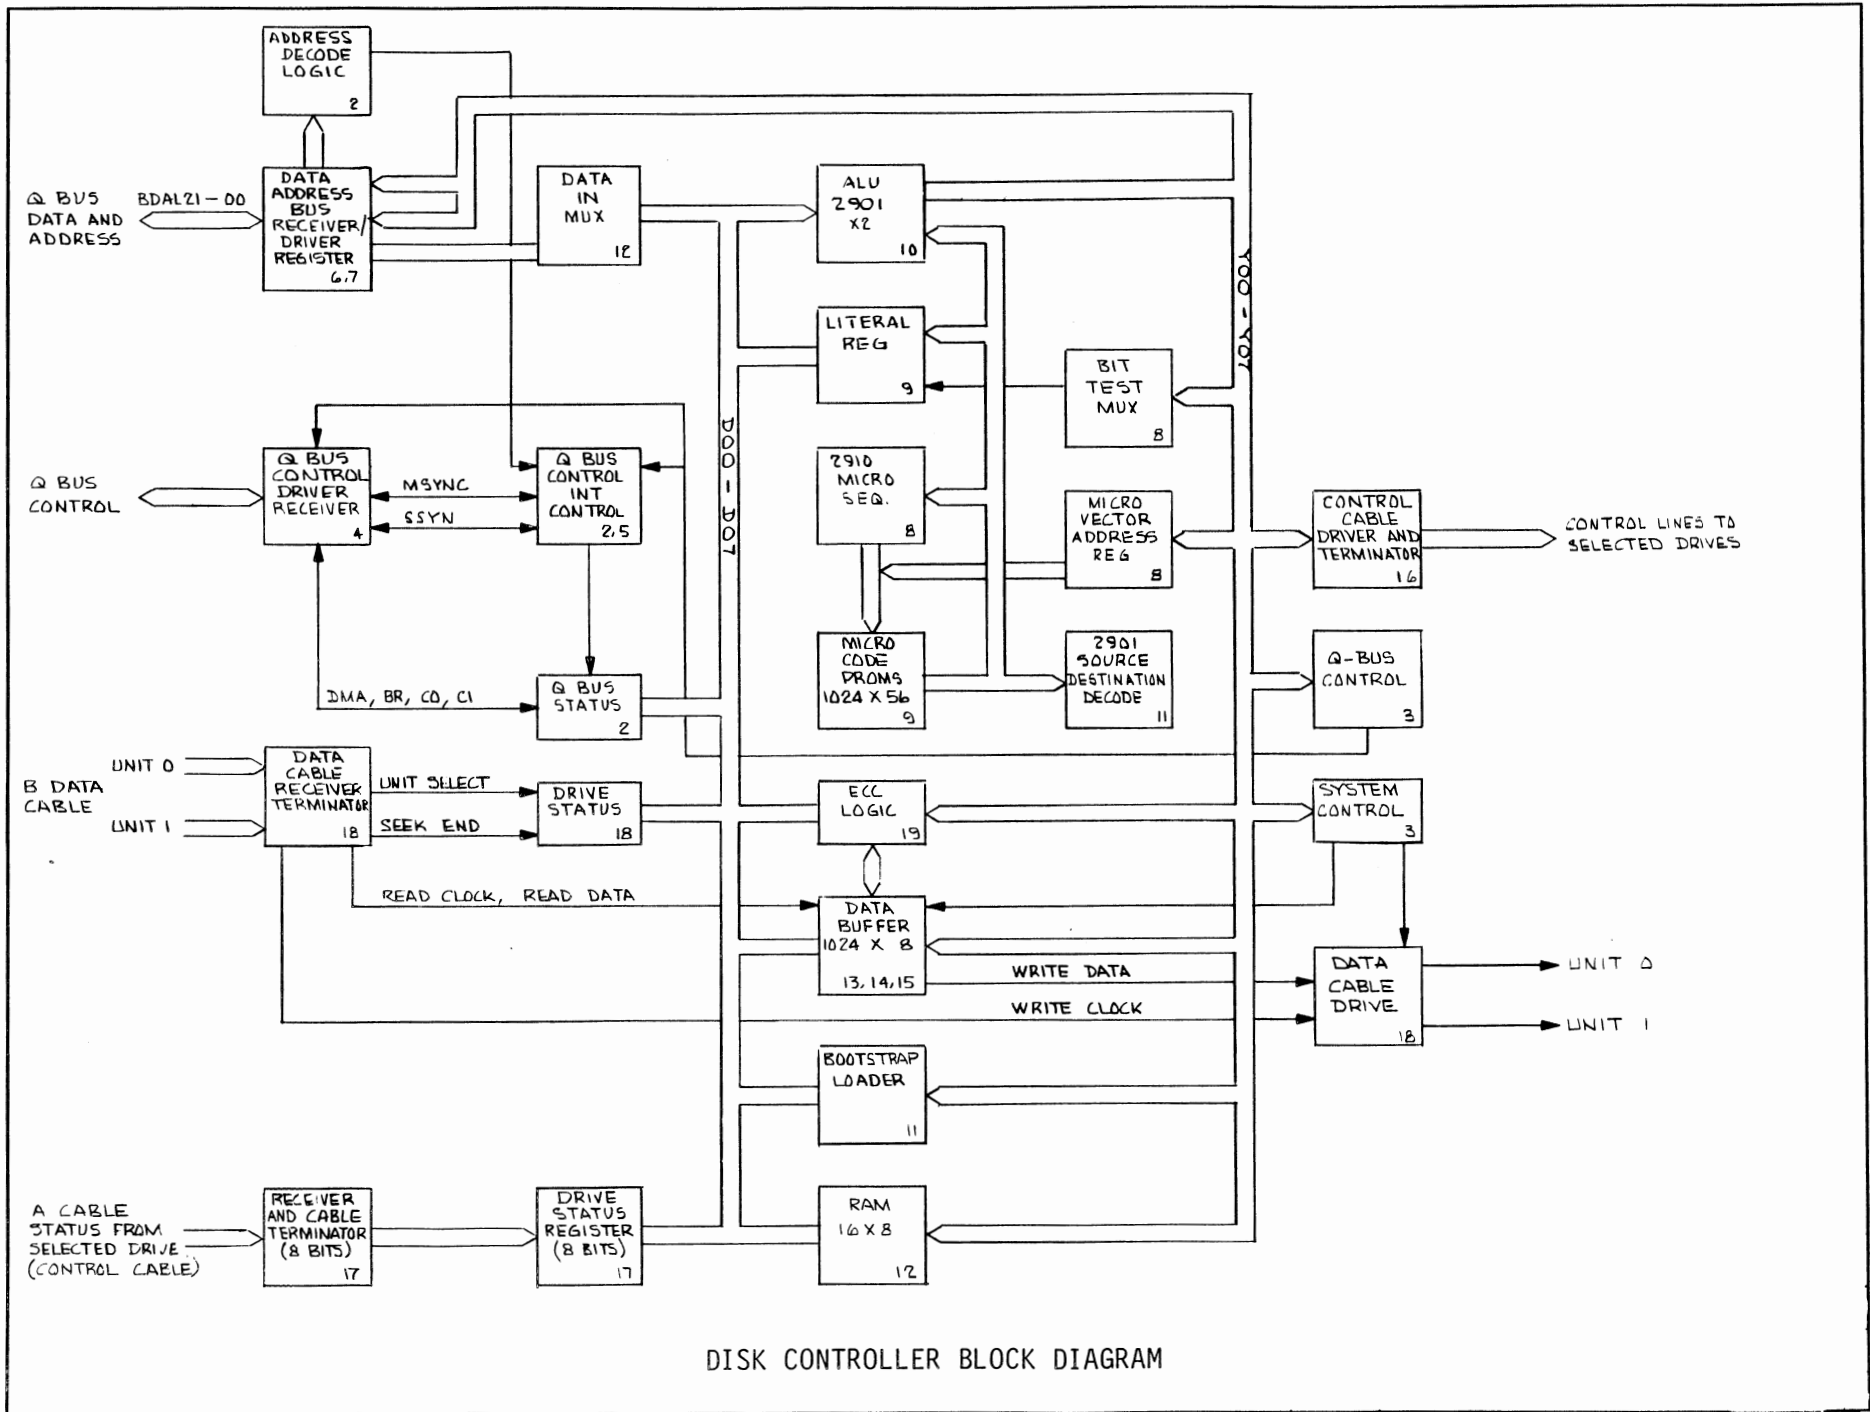 ADDRESS
DECODE
LOGIC
2
Q BUS
DATA AND
ADDRESS
BDAL21-00
DATA
ADDRESS
BUS
RECEIVER/
DRIVER
REGISTER
6,7
DATA
IN
MUX
12
ALU
2901
X2
10
Y00 - Y07
LITERAL
REG
9
BIT
TEST
MUX
8
D00 - D07
Q BUS
CONTROL
Q BUS
CONTROL
DRIVER
RECEIVER
4
MSYNC
SSYN
Q BUS
CONTROL
INT
CONTROL
2,5
2910
MICRO
SEQ.
8
MICRO
VECTOR
ADDRESS
REG
8
CONTROL
CABLE
DRIVER AND
TERMINATOR
16
CONTROL LINES TO
SELECTED DRIVES
DMA, BR, C0, C1
Q BUS
STATUS
2
MICRO
CODE
PROMS
1024 X 56
9
2901
SOURCE
DESTINATION
DECODE
11
Q-BUS
CONTROL
3
B DATA
CABLE
UNIT 0
UNIT 1
DATA
CABLE
RECEIVER
TERMINATOR
18
UNIT SELECT
SEEK END
DRIVE
STATUS
18
ECC
LOGIC
19
SYSTEM
CONTROL
3
READ CLOCK, READ DATA
DATA
BUFFER
1024 X 8
13,14,15
WRITE DATA
WRITE CLOCK
DATA
CABLE
DRIVE
18
UNIT 0
UNIT 1
BOOTSTRAP
LOADER
11
A CABLE
STATUS FROM
SELECTED DRIVE
(CONTROL CABLE)
RECEIVER
AND CABLE
TERMINATOR
(8 BITS)
17
DRIVE
STATUS
REGISTER
(8 BITS)
17
RAM
16 X 8
12
DISK CONTROLLER BLOCK DIAGRAM